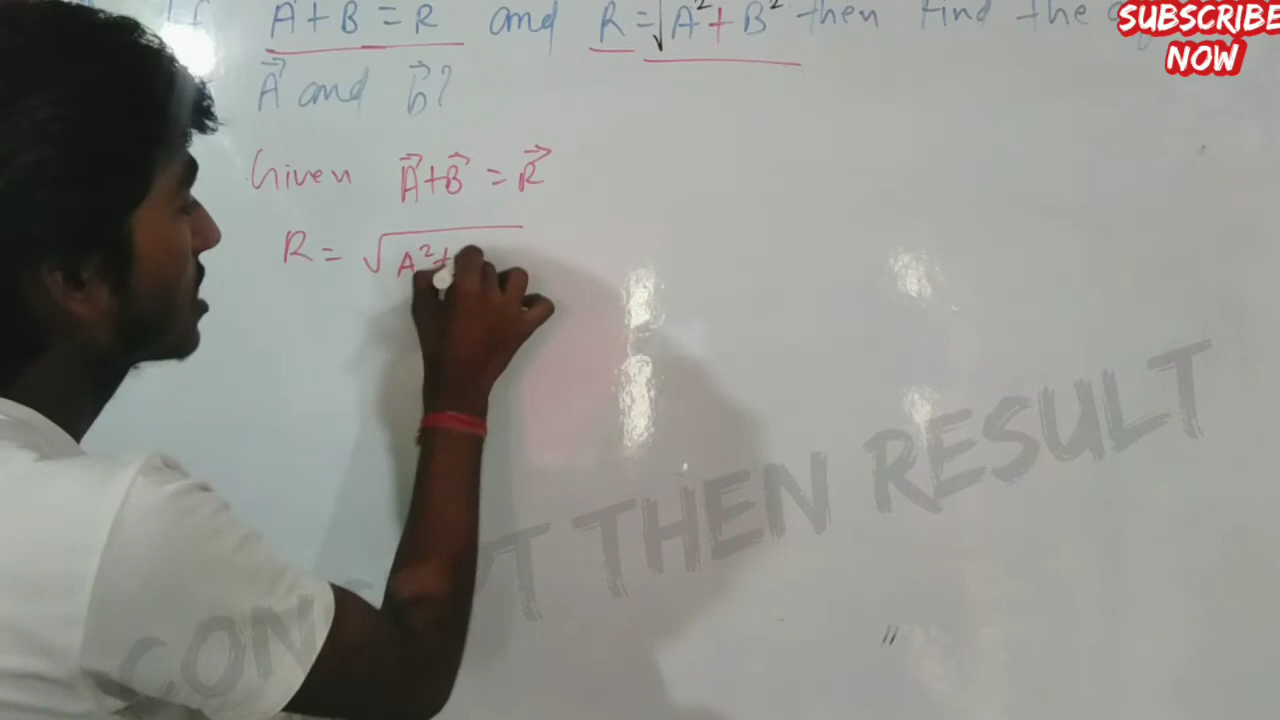 If A + B = R and R = √A² + B² then find the
SUBSCRIBE
NOW
A⃗ and b⃗?
Given A⃗+B⃗ = R⃗
R = √A²+
THEN RESULT